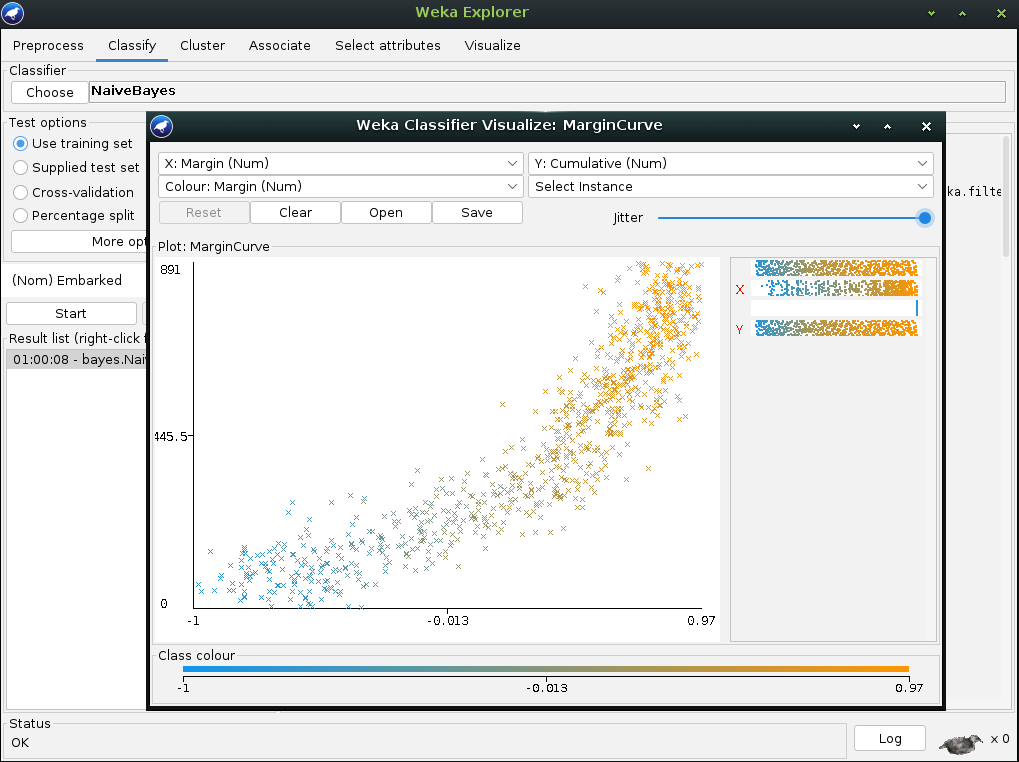 Weka Explorer
Preprocess Classify Cluster Associate Select attributes Visualize
Classifier
Choose NaiveBayes
Test options
Use training set
Supplied test set
Cross-validation
Percentage split
More opt
(Nom) Embarked
Start
Result list (right-click f
01:00:08 - bayes.Nai
ka.filte
Weka Classifier Visualize: MarginCurve
X: Margin (Num) Y: Cumulative (Num)
Colour: Margin (Num) Select Instance
Reset Clear Open Save Jitter
Plot: MarginCurve
891
445.5
0
-1 -0.013 0.97
X
Y
Class colour
-1 -0.013 0.97
Status
OK
Log x 0